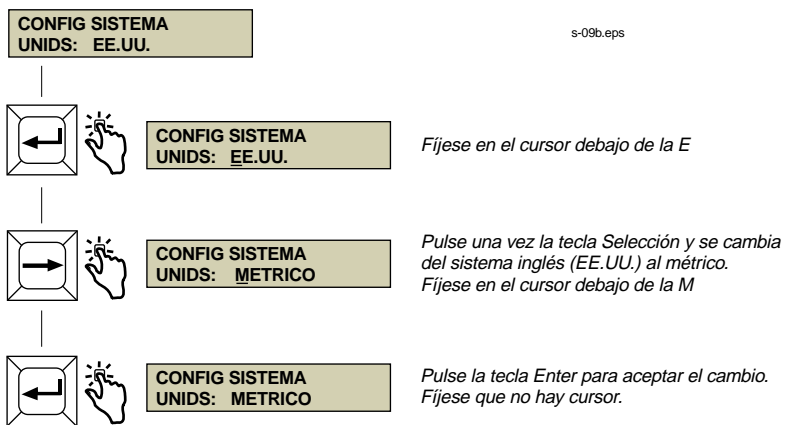 CONFIG SISTEMA
UNIDS: EE.UU.
s-09b.eps
CONFIG SISTEMA
UNIDS: EE.UU.
Fíjese en el cursor debajo de la E
CONFIG SISTEMA
UNIDS: METRICO
Pulse una vez la tecla Selección y se cambia
del sistema inglés (EE.UU.) al métrico.
Fíjese en el cursor debajo de la M
CONFIG SISTEMA
UNIDS: METRICO
Pulse la tecla Enter para aceptar el cambio.
Fíjese que no hay cursor.